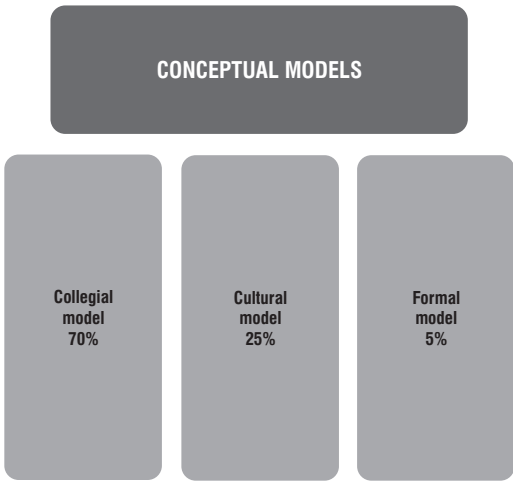 CONCEPTUAL MODELS
Collegial
model
70%
Cultural
model
25%
Formal
model
5%